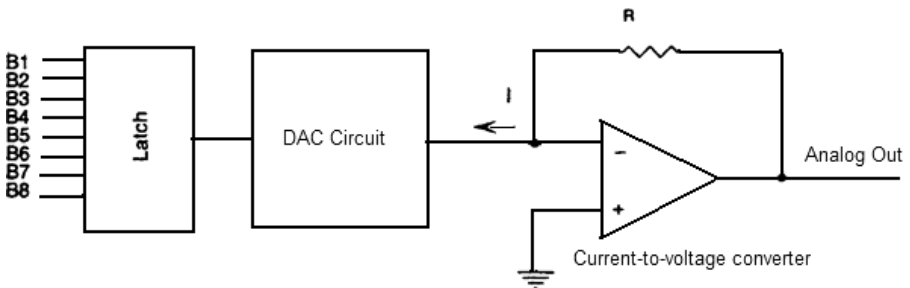 R
B1
B2
B3
B4
B5
B6
B7
B8
Latch
DAC Circuit
I
-
+
Analog Out
Current-to-voltage converter